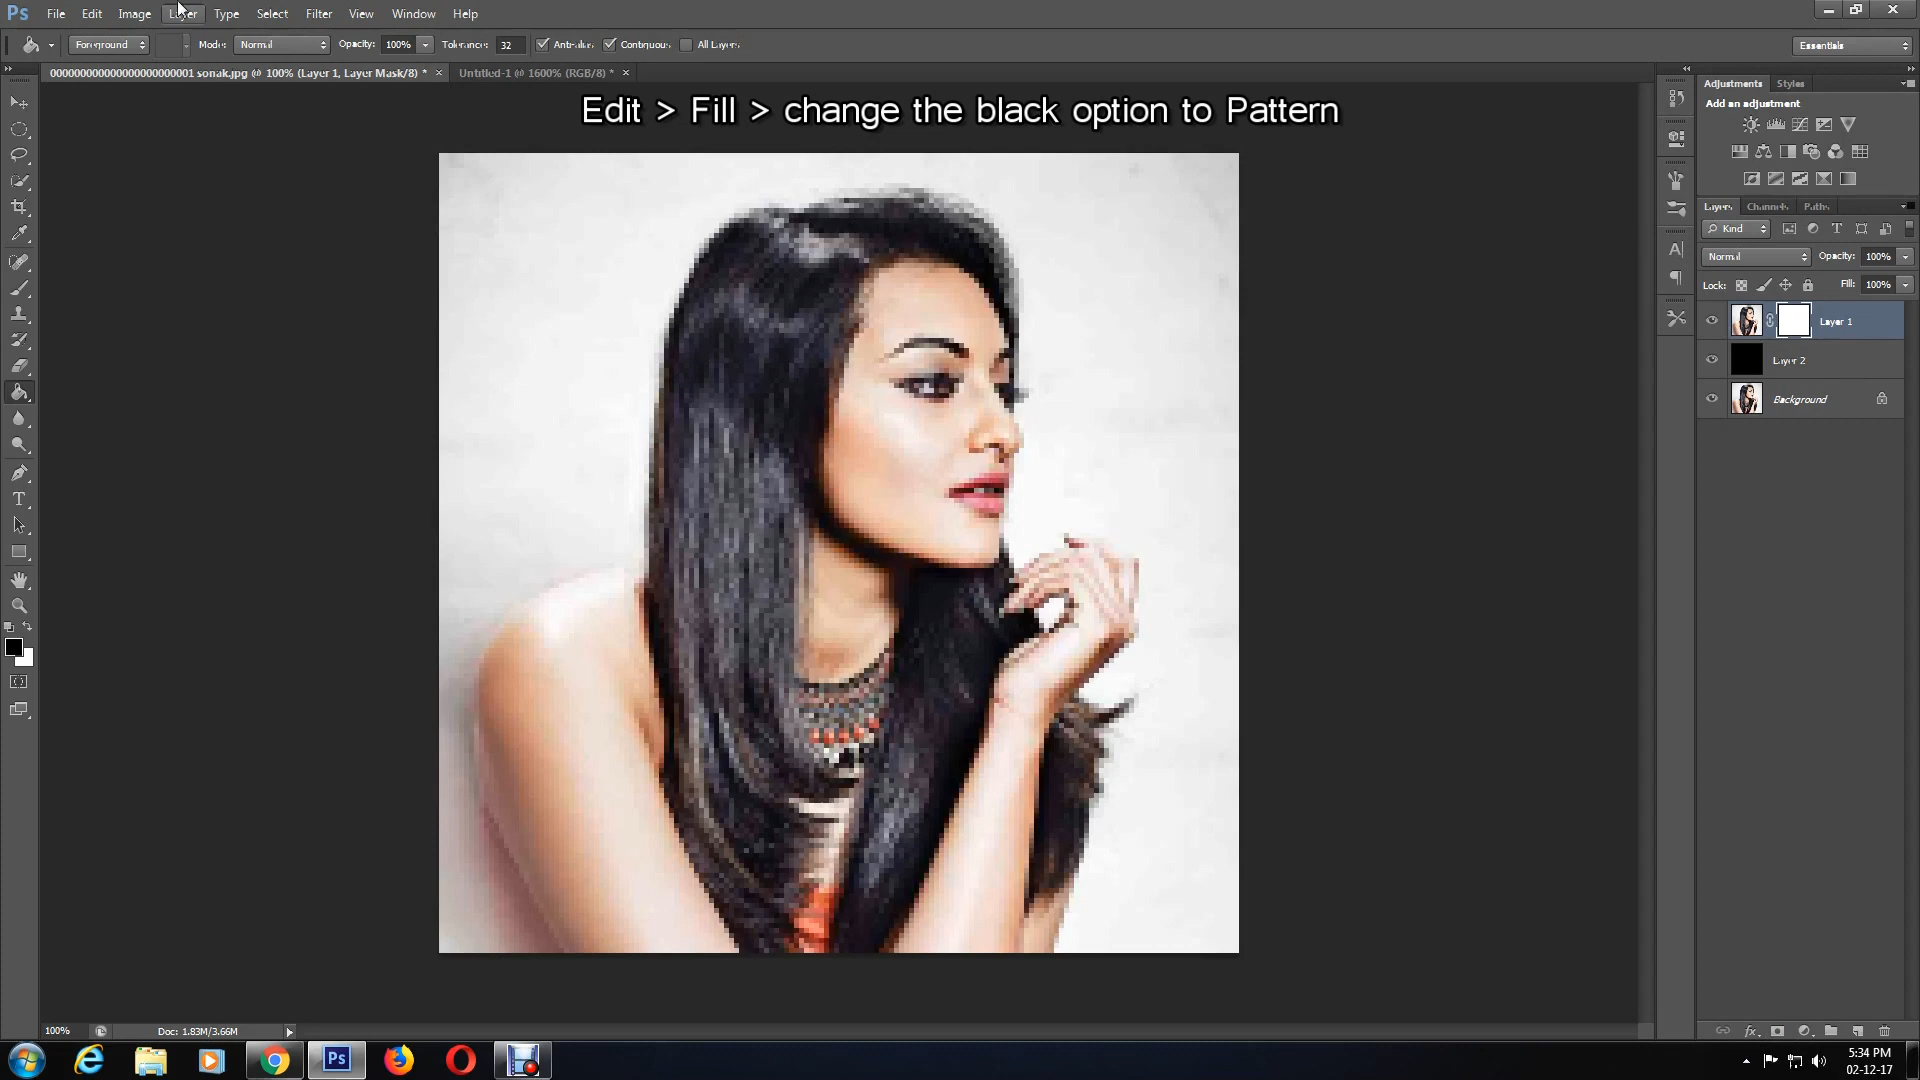 Ps File Edit Image Layer Type Select Filter View Window Help
Foreground Mode: Normal Opacity: 100% Tolerance: 32 Anti-alias Contiguous All Layers Essentials
000000000000000000000001 sonak.jpg @ 100% (Layer 1, Layer Mask/8) * × Untitled-1 @ 1600% (RGB/8) * ×
Edit > Fill > change the black option to Pattern
Adjustments Styles
Add an adjustment
Layers Channels Paths
Kind
Normal Opacity: 100%
Lock: Fill: 100%
Layer 1
Layer 2
Background
100% Doc: 1.83M/3.66M
Ps
5:34 PM
02-12-17